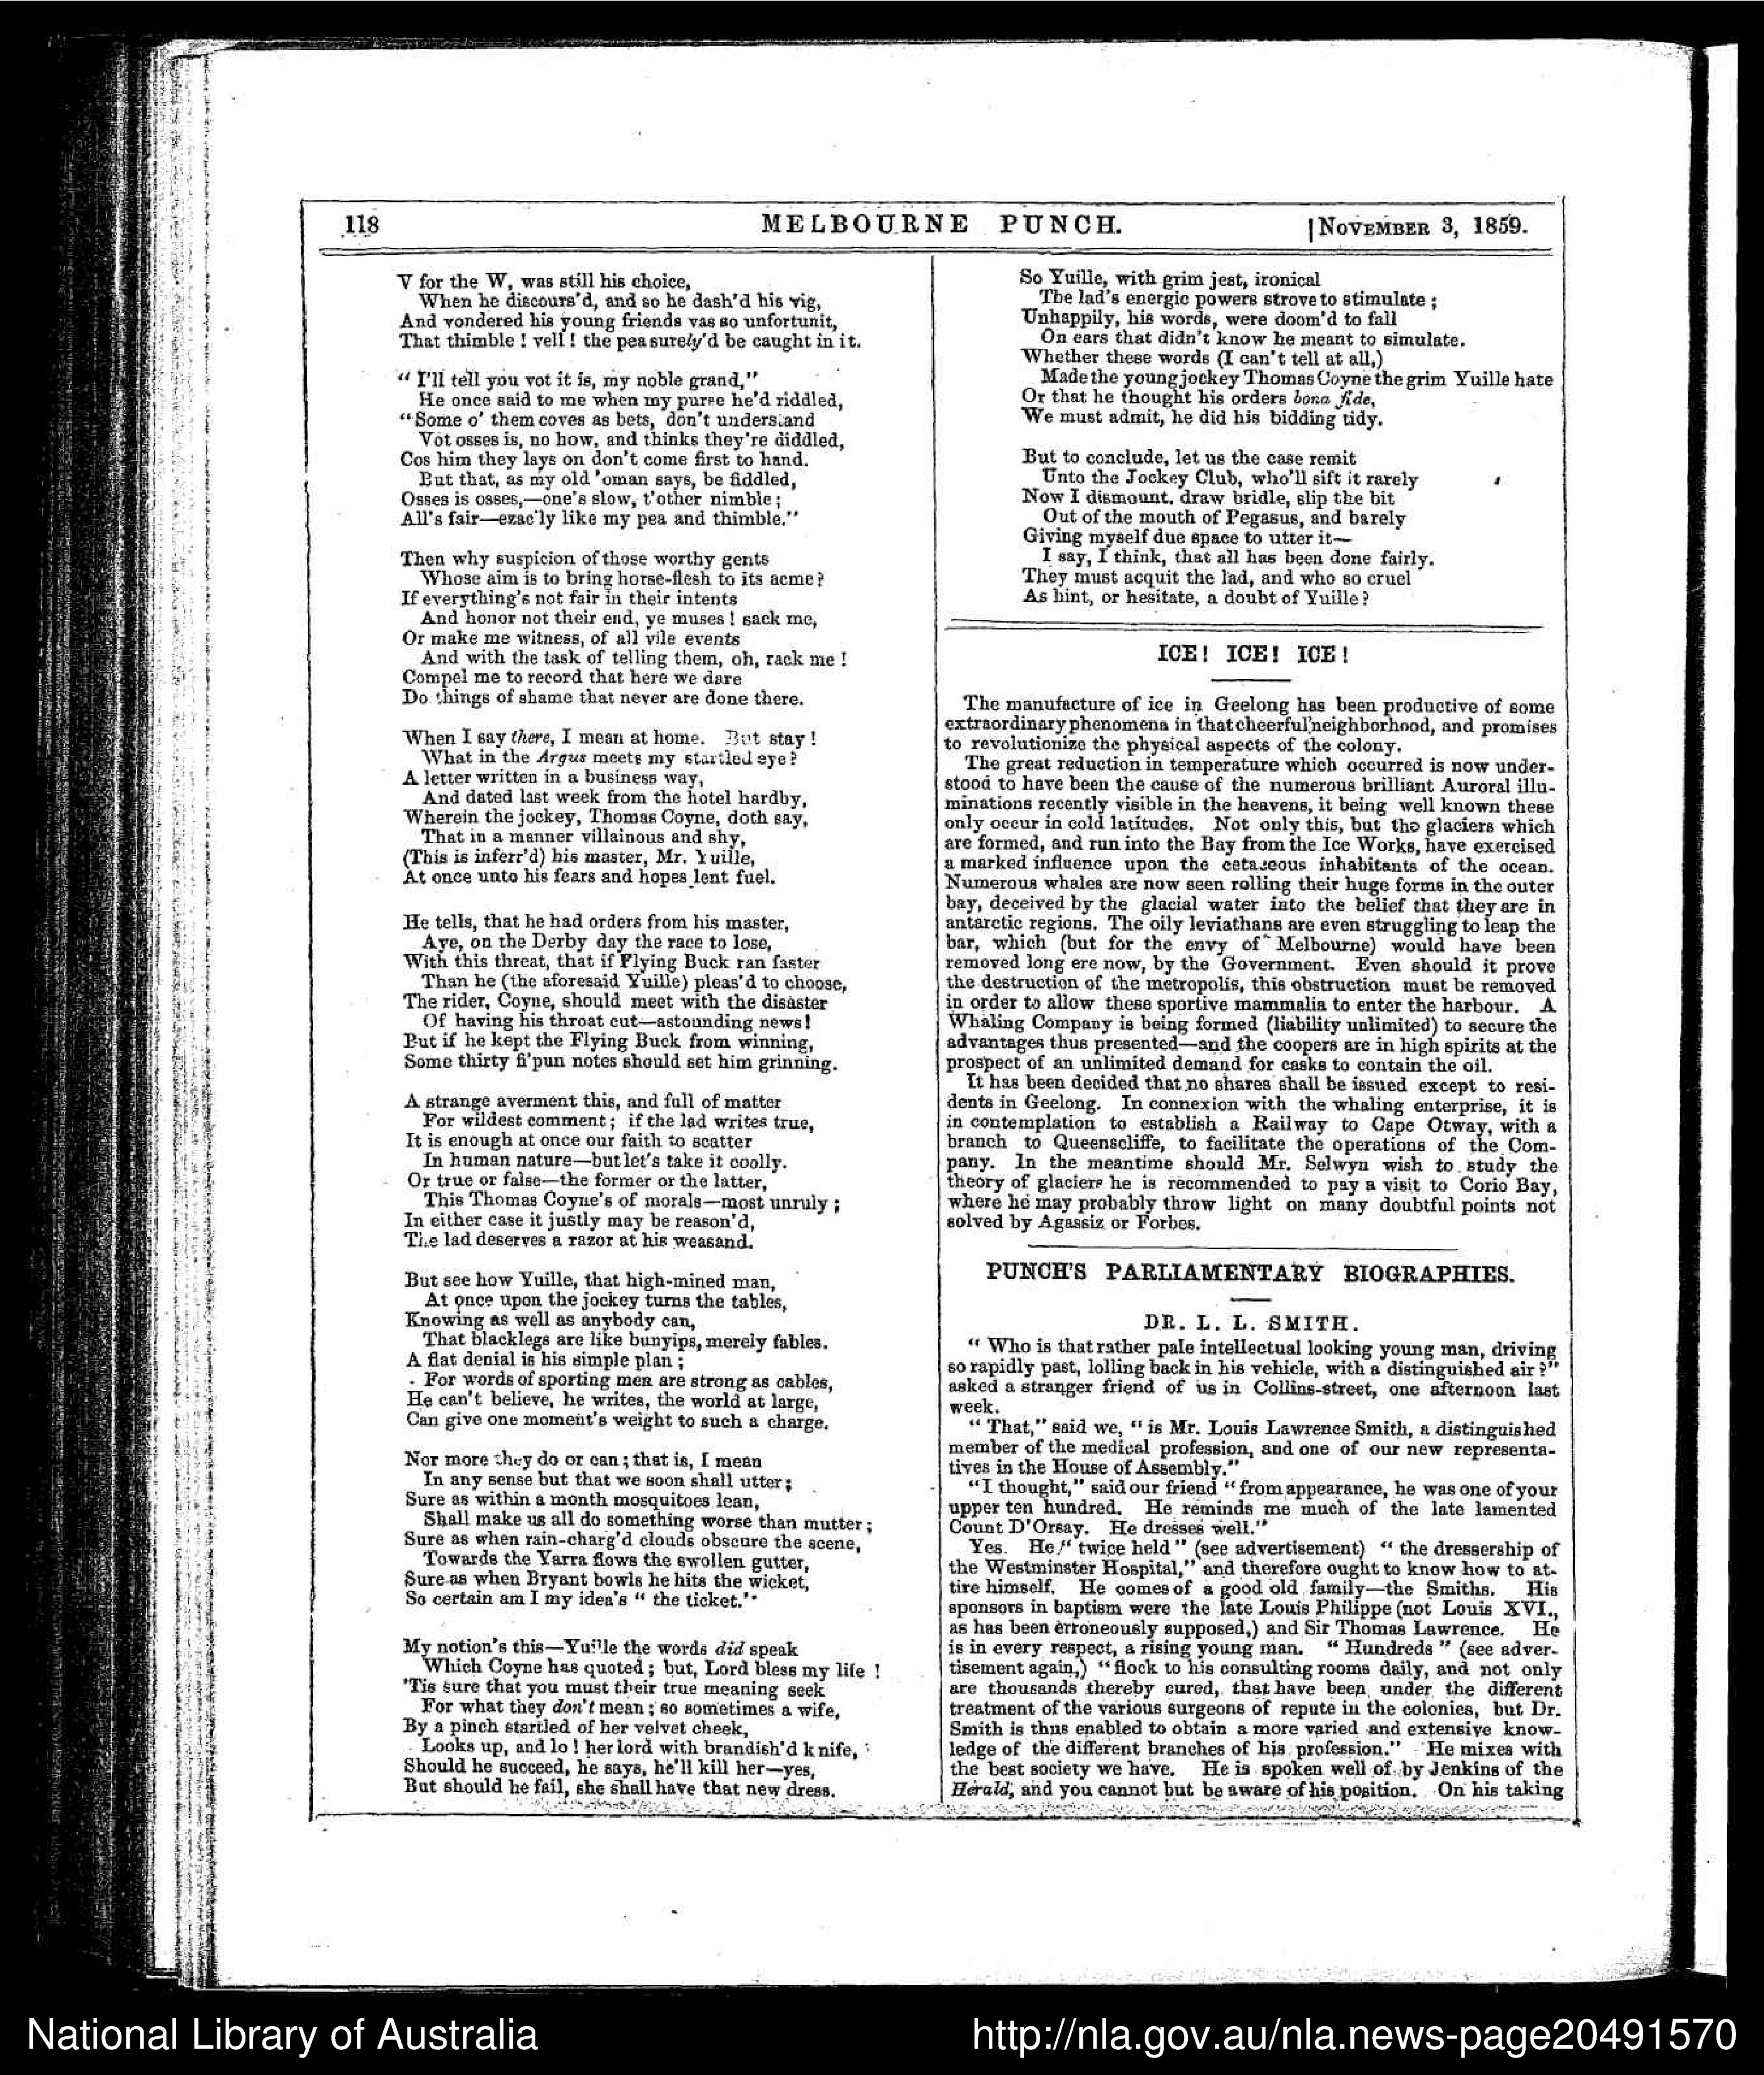 118
MELBOURNE PUNCH.
NOVEMBER 3, 1859.
V for the W, was still his choice,
When he discours'd, and so he dash'd his vig,
And vondered his young friends vas so unfortunit,
That thimble ! vell ! the pea surely'd be caught in it.
" I'll tell you vot it is, my noble grand,"
He once said to me when my purse he'd riddled,
"Some o' them coves as bets, don't understand
Vot osses is, no how, and thinks they're diddled,
Cos him they lays on don't come first to hand.
But that, as my old 'oman says, be fiddled,
Osses is osses,—one's slow, t'other nimble ;
All's fair—ezac'ly like my pea and thimble."
Then why suspicion of those worthy gents
Whose aim is to bring horse-flesh to its acme ?
If everything's not fair in their intents
And honor not their end, ye muses ! sack me,
Or make me witness, of all vile events
And with the task of telling them, oh, rack me !
Compel me to record that here we dare
Do things of shame that never are done there.
When I say there, I mean at home. But stay !
What in the Argus meets my startled eye ?
A letter written in a business way,
And dated last week from the hotel hardby,
Wherein the jockey, Thomas Coyne, doth say,
That in a manner villainous and shy,
(This is inferr'd) his master, Mr. Yuille,
At once unto his fears and hopes lent fuel.
He tells, that he had orders from his master,
Aye, on the Derby day the race to lose,
With this threat, that if Flying Buck ran faster
Than he (the aforesaid Yuille) pleas'd to choose,
The rider, Coyne, should meet with the disaster
Of having his throat cut—astounding news!
But if he kept the Flying Buck from winning,
Some thirty fi'pun notes should set him grinning.
A strange averment this, and full of matter
For wildest comment ; if the lad writes true,
It is enough at once our faith to scatter
In human nature—but let's take it coolly.
Or true or false—the former or the latter,
This Thomas Coyne's of morals—most unruly ;
In either case it justly may be reason'd,
The lad deserves a razor at his weasand.
But see how Yuille, that high-mined man,
At once upon the jockey turns the tables,
Knowing as well as anybody can,
That blacklegs are like bunyips, merely fables.
A flat denial is his simple plan ;
For words of sporting men are strong as cables,
He can't believe, he writes, the world at large,
Can give one moment's weight to such a charge.
Nor more they do or can ; that is, I mean
In any sense but that we soon shall utter ;
Sure as within a month mosquitoes lean,
Shall make us all do something worse than mutter ;
Sure as when rain-charg'd clouds obscure the scene,
Towards the Yarra flows the swollen gutter,
Sure as when Bryant bowls he hits the wicket,
So certain am I my idea's " the ticket."
My notion's this—Yuille the words did speak
Which Coyne has quoted ; but, Lord bless my life !
'Tis sure that you must their true meaning seek
For what they don't mean ; so sometimes a wife,
By a pinch startled of her velvet cheek,
Looks up, and lo ! her lord with brandish'd knife,
Should he succeed, he says, he'll kill her—yes,
But should he fail, she shall have that new dress.
So Yuille, with grim jest, ironical
The lad's energic powers strove to stimulate ;
Unhappily, his words, were doom'd to fall
On ears that didn't know he meant to simulate.
Whether these words (I can't tell at all,)
Made the young jockey Thomas Coyne the grim Yuille hate
Or that he thought his orders bona fide,
We must admit, he did his bidding tidy.
But to conclude, let us the case remit
Unto the Jockey Club, who'll sift it rarely
Now I dismount, draw bridle, slip the bit
Out of the mouth of Pegasus, and barely
Giving myself due space to utter it—
I say, I think, that all has been done fairly.
They must acquit the lad, and who so cruel
As hint, or hesitate, a doubt of Yuille ?
ICE! ICE! ICE!
The manufacture of ice in Geelong has been productive of some
extraordinary phenomena in that cheerful neighborhood, and promises
to revolutionize the physical aspects of the colony.
The great reduction in temperature which occurred is now under-
stood to have been the cause of the numerous brilliant Auroral illu-
minations recently visible in the heavens, it being well known these
only occur in cold latitudes. Not only this, but the glaciers which
are formed, and run into the Bay from the Ice Works, have exercised
a marked influence upon the cetaceous inhabitants of the ocean.
Numerous whales are now seen rolling their huge forms in the outer
bay, deceived by the glacial water into the belief that they are in
antarctic regions. The oily leviathans are even struggling to leap the
bar, which (but for the envy of Melbourne) would have been
removed long ere now, by the Government. Even should it prove
the destruction of the metropolis, this obstruction must be removed
in order to allow these sportive mammalia to enter the harbour. A
Whaling Company is being formed (liability unlimited) to secure the
advantages thus presented—and the coopers are in high spirits at the
prospect of an unlimited demand for casks to contain the oil.
It has been decided that no shares shall be issued except to resi-
dents in Geelong. In connexion with the whaling enterprise, it is
in contemplation to establish a Railway to Cape Otway, with a
branch to Queenscliffe, to facilitate the operations of the Com-
pany. In the meantime should Mr. Selwyn wish to study the
theory of glaciers he is recommended to pay a visit to Corio Bay,
where he may probably throw light on many doubtful points not
solved by Agassiz or Forbes.
PUNCH'S PARLIAMENTARY BIOGRAPHIES.
DR. L. L. SMITH.
" Who is that rather pale intellectual looking young man, driving
so rapidly past, lolling back in his vehicle, with a distinguished air ?"
asked a stranger friend of us in Collins-street, one afternoon last
week.
" That," said we, " is Mr. Louis Lawrence Smith, a distinguished
member of the medical profession, and one of our new representa-
tives in the House of Assembly."
"I thought," said our friend " from appearance, he was one of your
upper ten hundred. He reminds me much of the late lamented
Count D'Orsay. He dresses well."
Yes. He " twice held " (see advertisement) " the dressership of
the Westminster Hospital," and therefore ought to know how to at-
tire himself. He comes of a good old family—the Smiths. His
sponsors in baptism were the late Louis Philippe (not Louis XVI.,
as has been erroneously supposed,) and Sir Thomas Lawrence. He
is in every respect, a rising young man. " Hundreds " (see adver-
tisement again,) " flock to his consulting rooms daily, and not only
are thousands thereby cured, that have been under the different
treatment of the various surgeons of repute in the colonies, but Dr.
Smith is thus enabled to obtain a more varied and extensive know-
ledge of the different branches of his profession." He mixes with
the best society we have. He is spoken well of by Jenkins of the
Herald, and you cannot but be aware of his position. On his taking
National Library of Australia
http://nla.gov.au/nla.news-page20491570